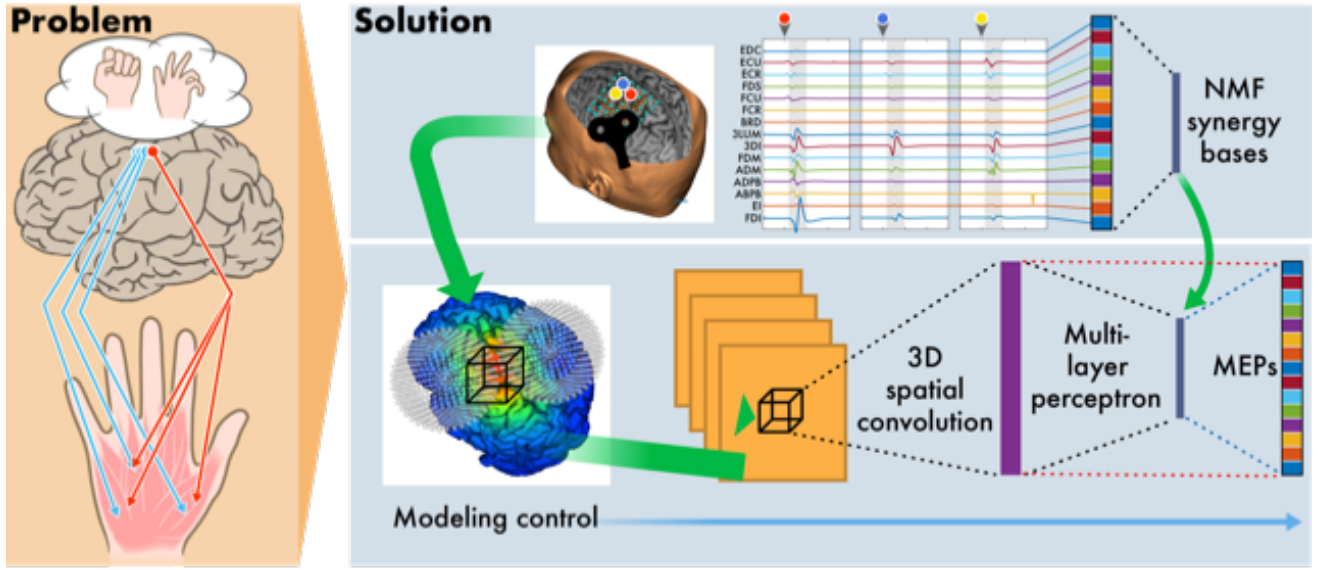 Problem
Solution
EDC
ECU
ECR
FDS
FCU
FCR
BRD
3LUM
3DI
FDM
ADM
ADPB
ABPB
EI
FDI
NMF
synergy
bases
3D
spatial
convolution
Multi-
layer
perceptron
MEPs
Modeling control